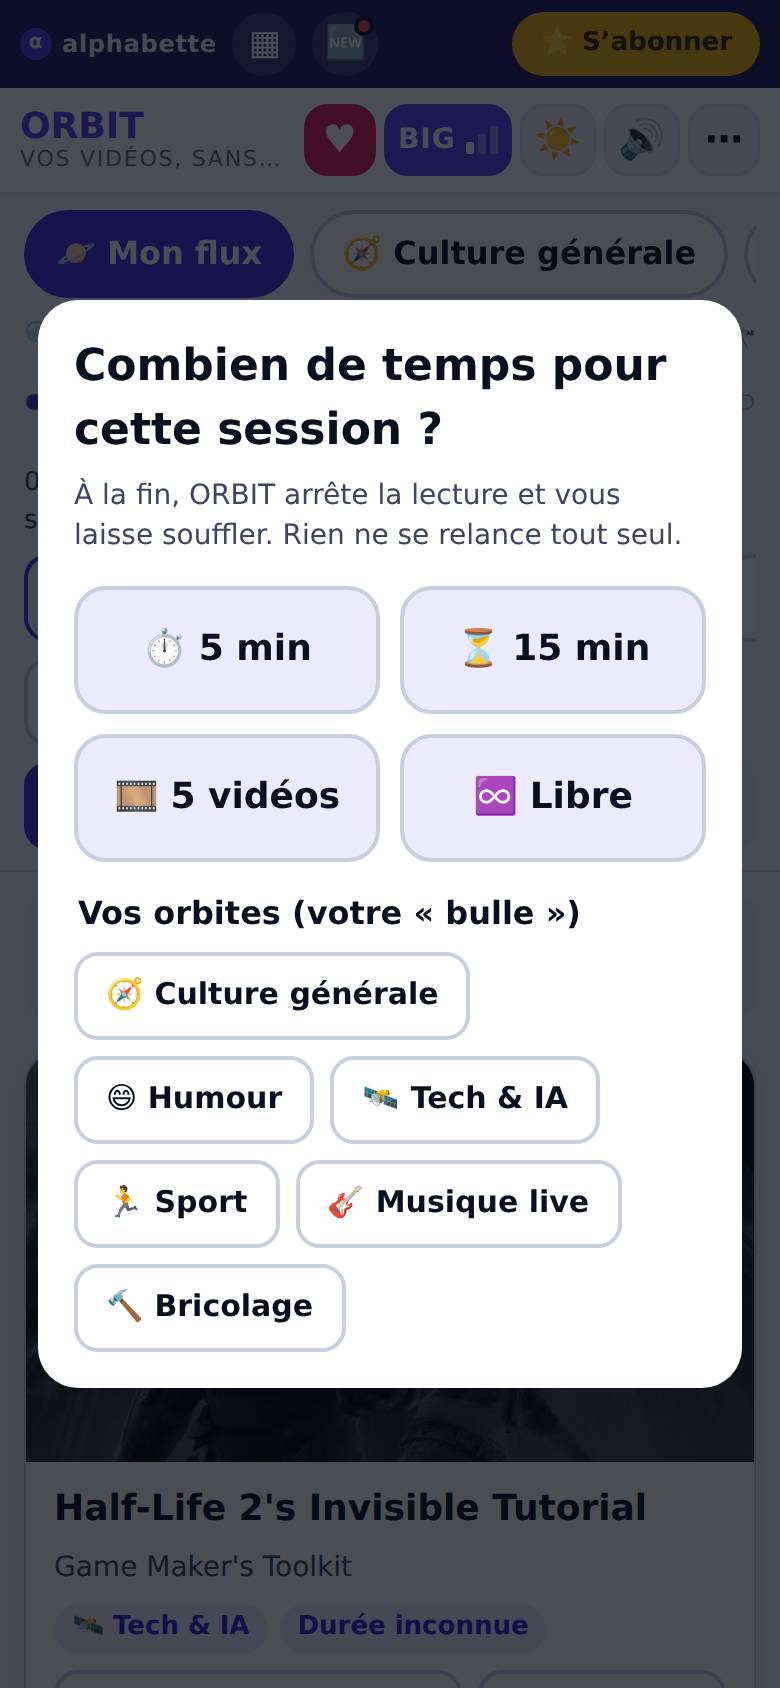 α alphabette NEW ⭐ S’abonner
ORBIT
VOS VIDÉOS, SANS…
BIG
🪐 Mon flux 🧭 Culture générale
Combien de temps pour
cette session ?
À la fin, ORBIT arrête la lecture et vous
laisse souffler. Rien ne se relance tout seul.
⏱️ 5 min ⏳ 15 min
🎞️ 5 vidéos ♾️ Libre
Vos orbites (votre « bulle »)
🧭 Culture générale
😄 Humour 🛰️ Tech & IA
🏃 Sport 🎸 Musique live
🔨 Bricolage
Half-Life 2's Invisible Tutorial
Game Maker's Toolkit
🛰️ Tech & IA Durée inconnue